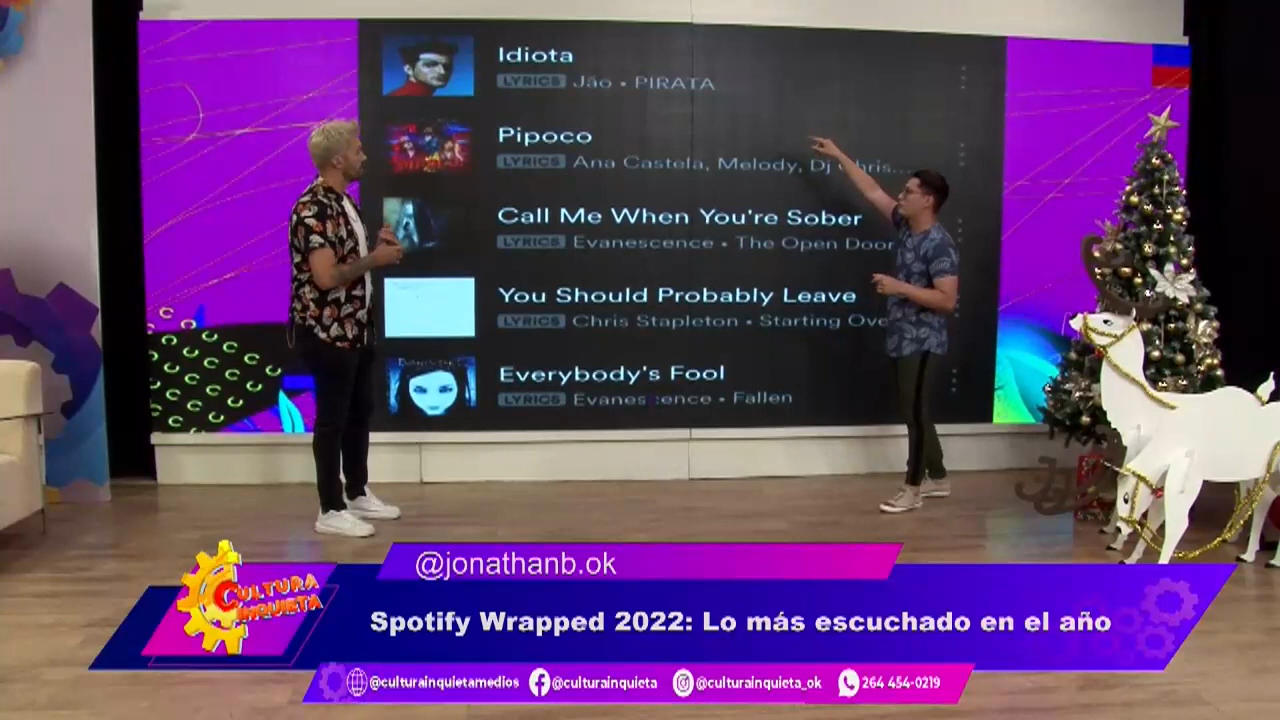 Idiota
LYRICS Jão • PIRATA
Pipoco
LYRICS Ana Castela, Melody, Dj Chris...
Call Me When You're Sober
LYRICS Evanescence • The Open Door
You Should Probably Leave
LYRICS Chris Stapleton • Starting Ove
Everybody's Fool
LYRICS Evanescence • Fallen
@jonathanb.ok
CULTURA
INQUIETA
Spotify Wrapped 2022: Lo más escuchado en el año
@culturainquietamedios @culturainquieta @culturainquieta_ok 264 454-0219